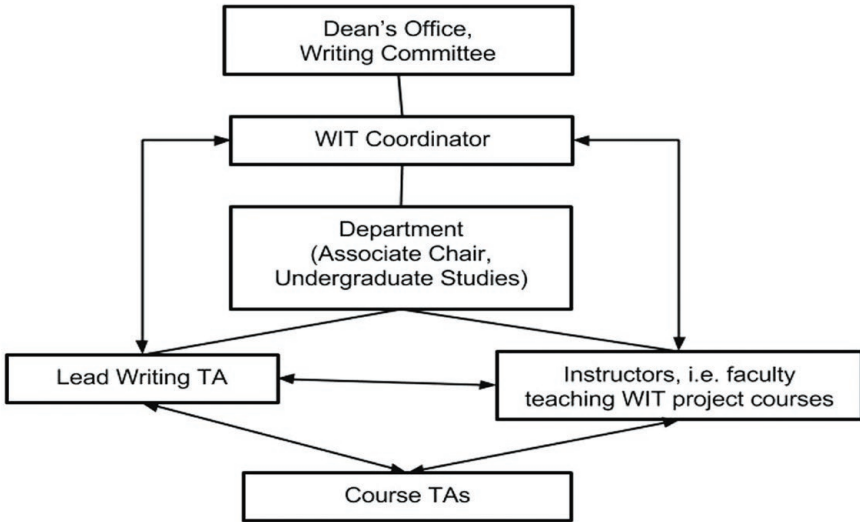 Dean's Office,
Writing Committee
WIT Coordinator
Department
(Associate Chair,
Undergraduate Studies)
Lead Writing TA
Instructors, i.e. faculty
teaching WIT project courses
Course TAs